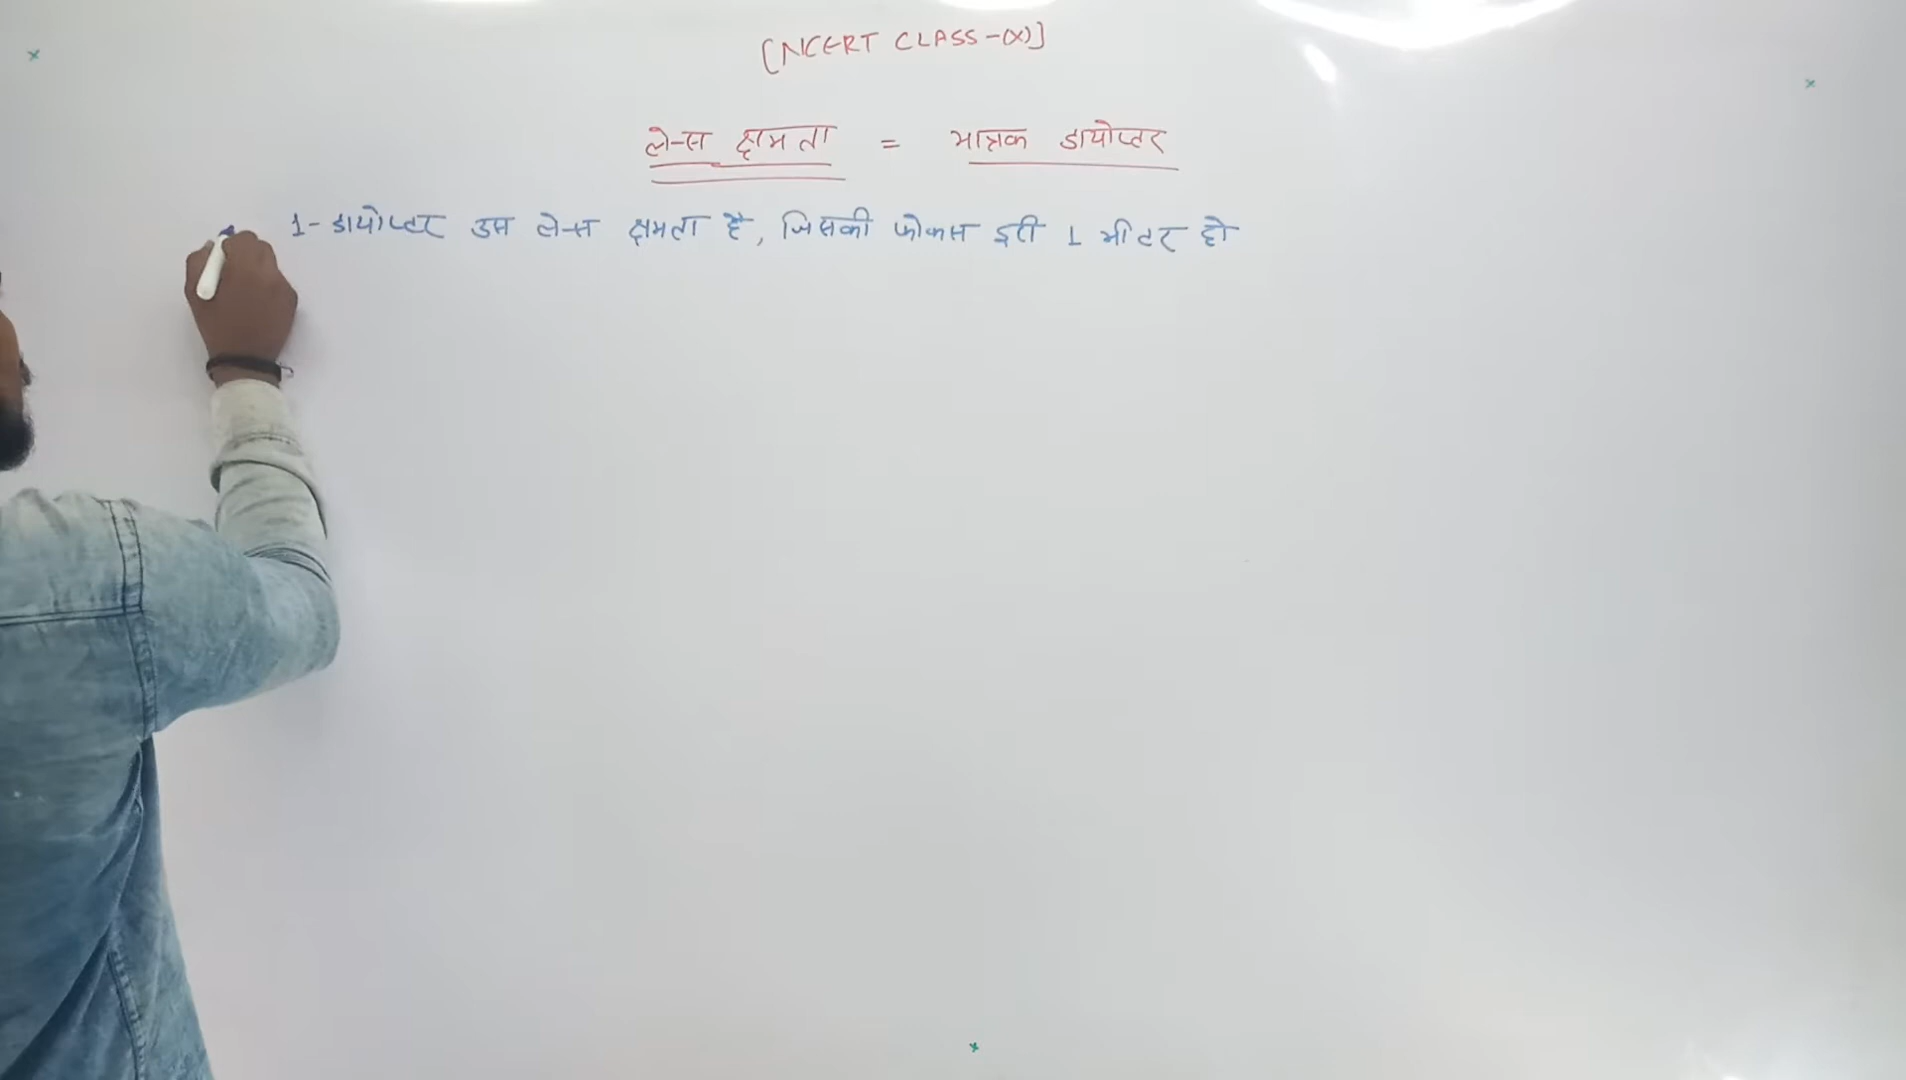 [NCERT CLASS-(X)]
लेन्स क्षमता = मात्रक डायोप्टर
1- डायोप्टर उस लेन्स क्षमता है, जिसकी फोकस दूरी 1 मीटर हो